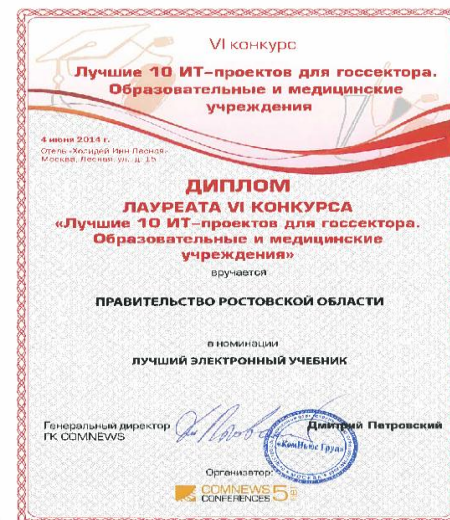 VI конкурс
Лучшие 10 ИТ-проектов для госсектора.
Образовательные и медицинские
учреждения
4 июня 2014 г.
Отель «Холидей Инн Лесная»
Москва, Лесная ул., д. 15
ДИПЛОМ
ЛАУРЕАТА VI КОНКУРСА
«Лучшие 10 ИТ-проектов для госсектора.
Образовательные и медицинские
учреждения»
вручается
ПРАВИТЕЛЬСТВО РОСТОВСКОЙ ОБЛАСТИ
в номинации
ЛУЧШИЙ ЭЛЕКТРОННЫЙ УЧЕБНИК
Генеральный директор
ГК COMNEWS
Дмитрий Петровский
«КомНьюс Груп»
Организатор:
COMNEWS
CONFERENCES